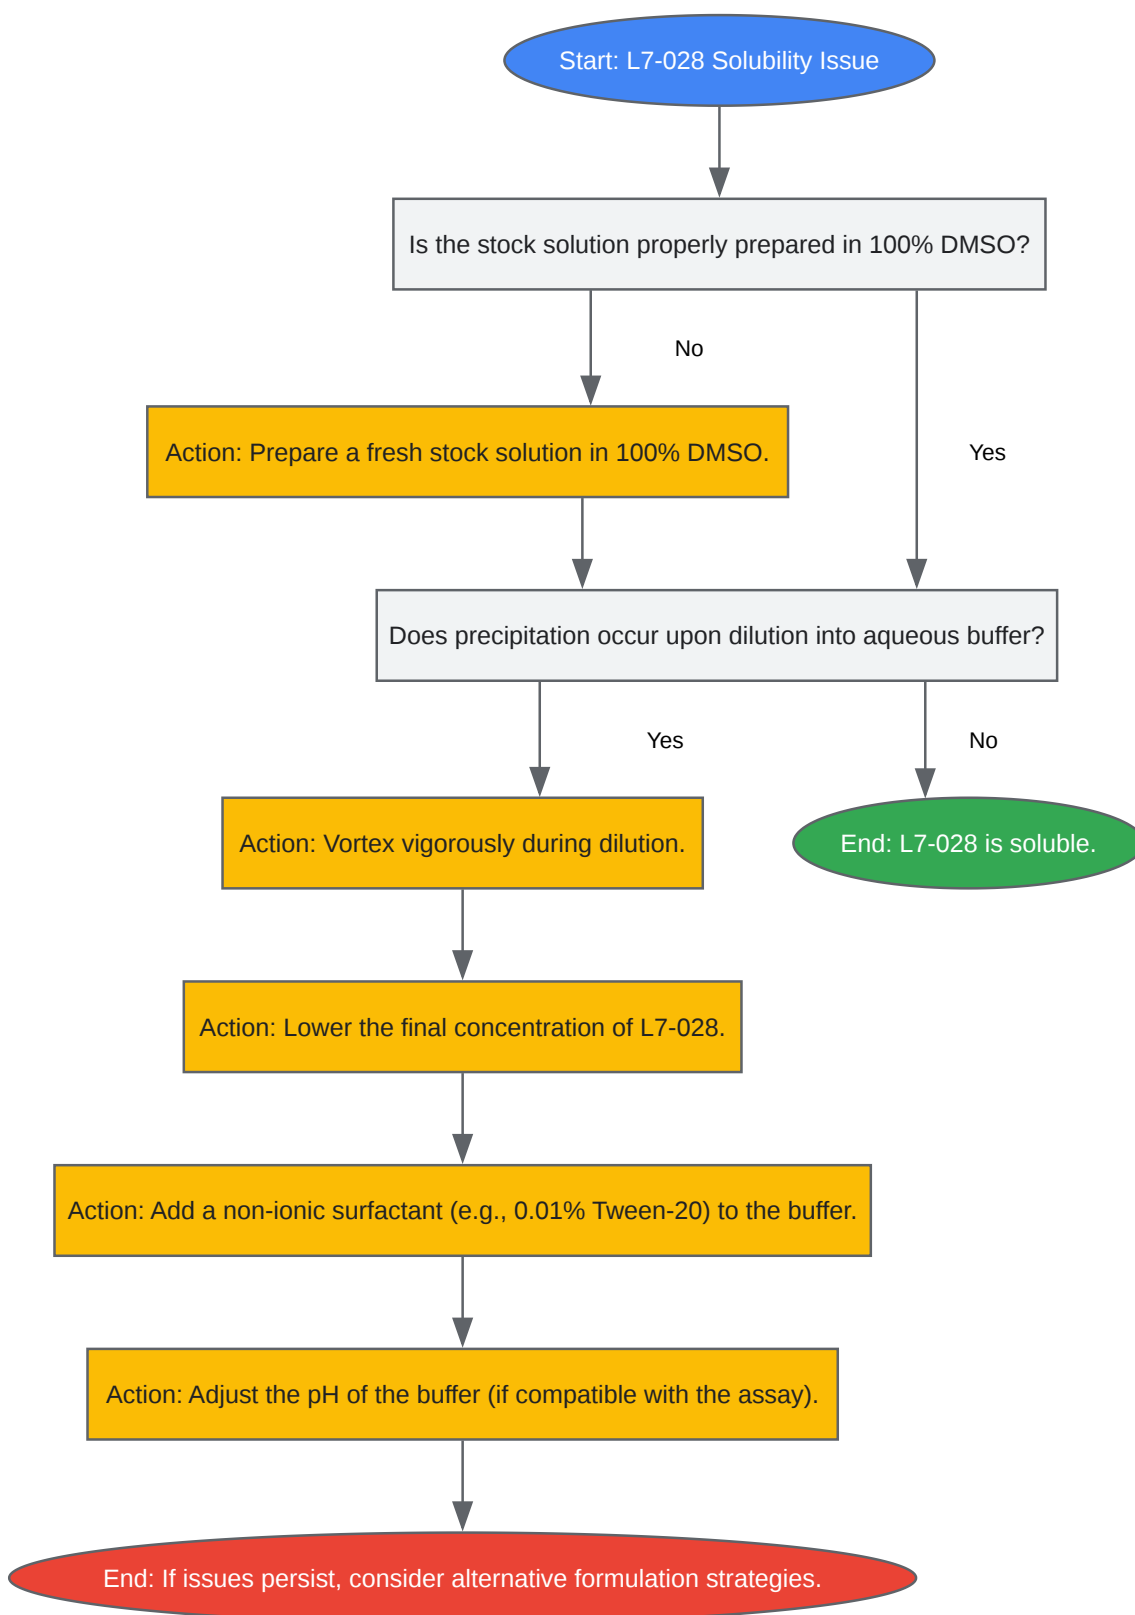 Start: L7-028 Solubility Issue
Is the stock solution properly prepared in 100% DMSO?
No
Action: Prepare a fresh stock solution in 100% DMSO.
Yes
Does precipitation occur upon dilution into aqueous buffer?
Yes
No
Action: Vortex vigorously during dilution.
End: L7-028 is soluble.
Action: Lower the final concentration of L7-028.
Action: Add a non-ionic surfactant (e.g., 0.01% Tween-20) to the buffer.
Action: Adjust the pH of the buffer (if compatible with the assay).
End: If issues persist, consider alternative formulation strategies.